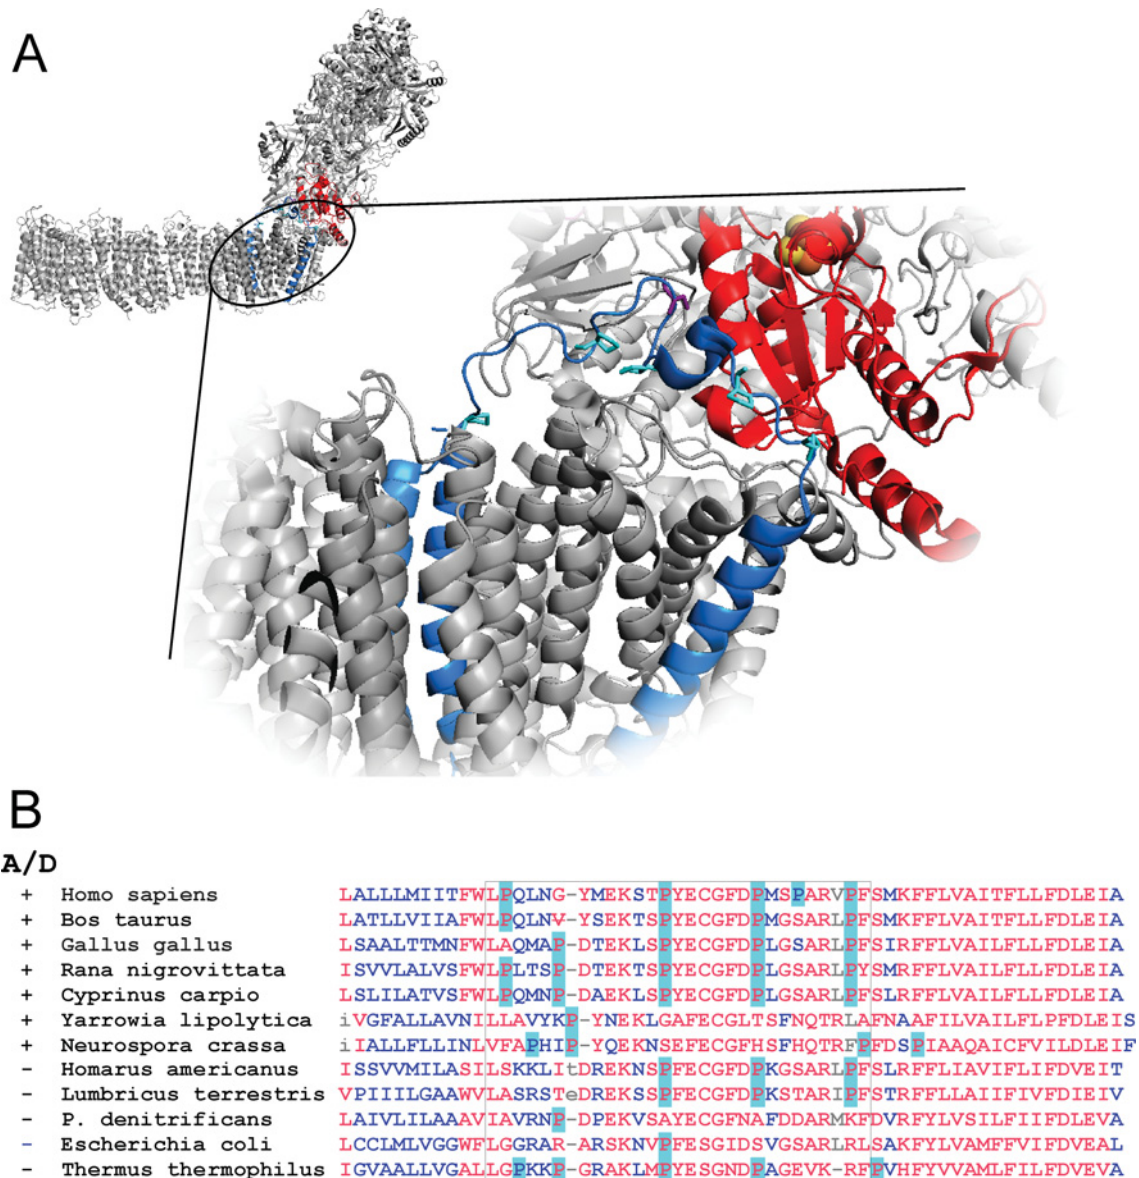 A
B
A/D
+ Homo sapiens LALLLMIITFWLPQLNG-YMEKSTPYECGFDPMSPARVPFSMKFFLVAITFLLFDLEIA
+ Bos taurus LATLLVIIAFWLPQLNV-YSEKTSPYECGFDPMGSARLPFSMKFFLVAITFLLFDLEIA
+ Gallus gallus LSAALTTMNFWLAQMAP-DTEKLSPYECGFDPLGSARLPFSIRFFLVAILFLLFDLEIA
+ Rana nigrovittata ISVVLALVSFWLPLTSP-DTEKTSPYECGFDPLGSARLPYSMRFFLVAILFLLFDLEIA
+ Cyprinus carpio LSLILATVSFWLPQMNP-DAEKLSPYECGFDPLGSARLPFSLRFFLVAILFLLFDLEIA
+ Yarrowia lipolytica iVGFALLAVNILLAVYKP-YNEKLGAFECGLTSFNQTRLAFNAAFILVAILFLPFDLEIS
+ Neurospora crassa iIALLFLLINLVFAPHIP-YQEKNSEFECGFHSFHQTRFPFDSPIAAQAICFVILDLEIF
- Homarus americanus ISSVVMILASILSKKLItDREKNSPFECGFDPKGSARLPFSLRFFLIAVIFLIFDVEIT
- Lumbricus terrestris VPIIILGAAWVLASRSTeDREKSSPFECGFDPKSTARIPFSTRFFLLAIIFIVFDIEIV
- P. denitrificans LAIVLILAAAVIAVRNP-DPEKVSAYECGFNAFDDARMKFDVRFYLVSILFIIFDLEVA
- Escherichia coli LCCLMLVGGWFLGGRAR-ARSKNVPFESGIDSVGSARLRLSAKFYLVAMFFVIFDVEAL
- Thermus thermophilus IGVAALLVGALLGPKKP-GRAKLMPYESGNDPAGEVK-RFPVHFYVVAMLFILFDVEVA